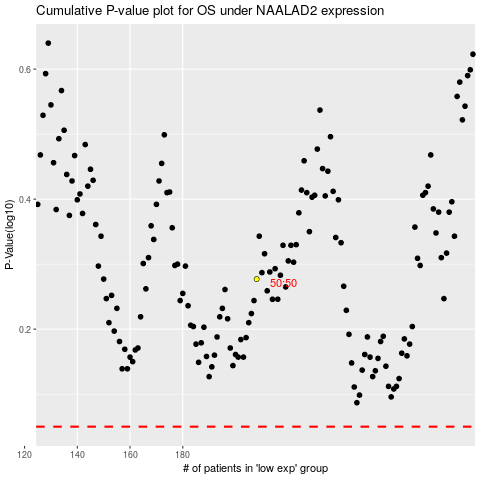 Cumulative P-value plot for OS under NAALAD2 expression
P-Value(log10)
0.6
0.4
0.2
50:50
120
140
160
180
# of patients in 'low exp' group